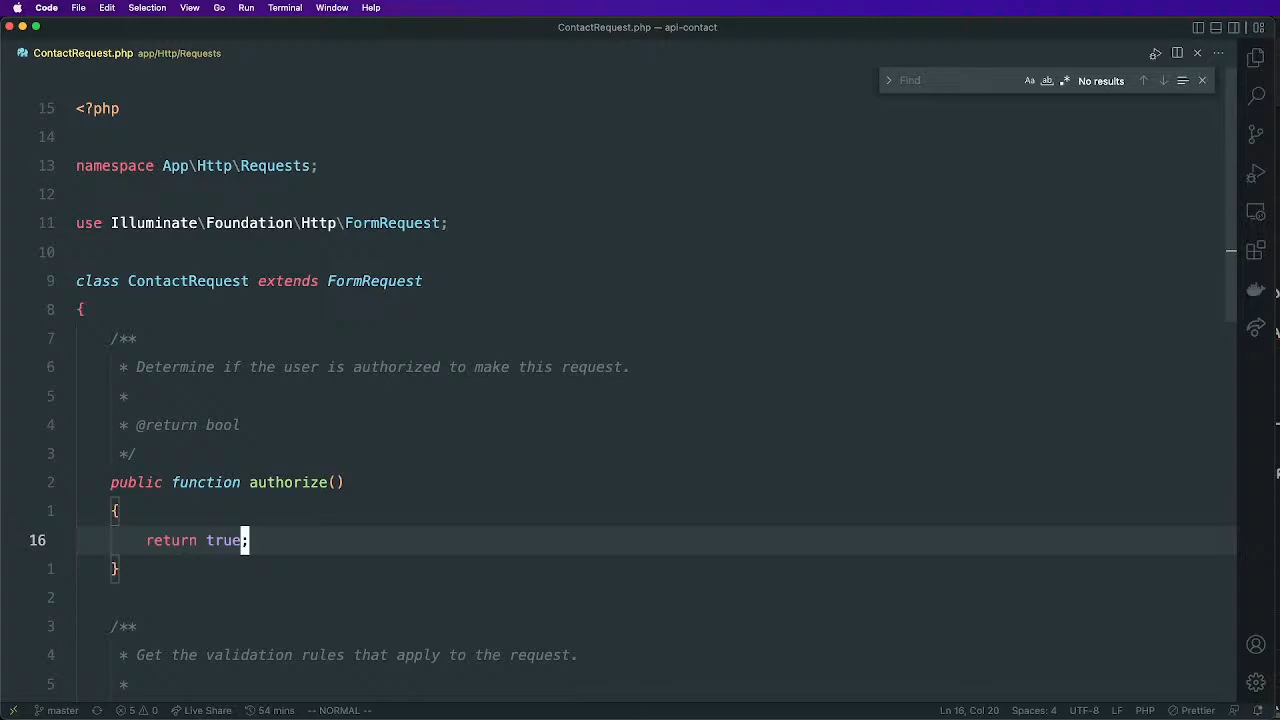 Code File Edit Selection View Go Run Terminal Window Help
ContactRequest.php — api-contact
ContactRequest.php app/Http/Requests
Find Aa ab No results
15 <?php
14
13 namespace App\Http\Requests;
12
11 use Illuminate\Foundation\Http\FormRequest;
10
9 class ContactRequest extends FormRequest
8 {
7 /**
6 * Determine if the user is authorized to make this request.
5 *
4 * @return bool
3 */
2 public function authorize()
1 {
16 return true;
1 }
2
3 /**
4 * Get the validation rules that apply to the request.
5 *
master 5 0 Live Share 54 mins -- NORMAL -- Ln 16, Col 20 Spaces: 4 UTF-8 LF PHP Prettier